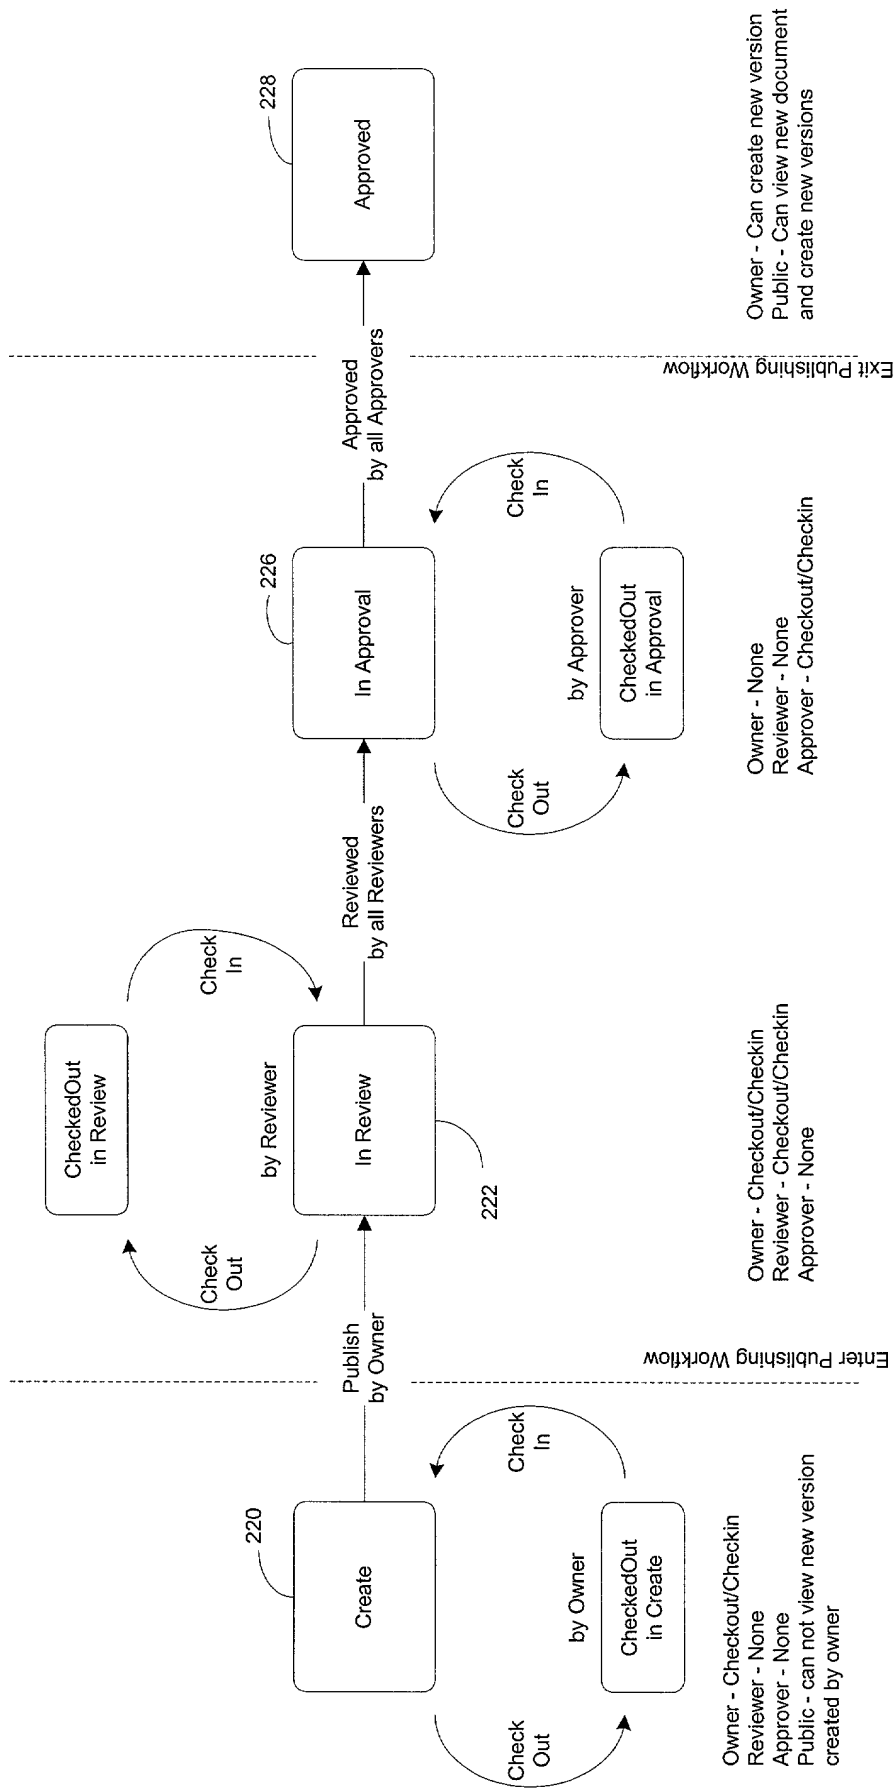 220
Create
Check
Out
Check
In
by Owner
CheckedOut
in Create
Owner - Checkout/Checkin
Reviewer - None
Approver - None
Public - can not view new version
created by owner
Publish
by Owner
Enter Publishing Workflow
CheckedOut
in Review
Check
Out
Check
In
by Reviewer
In Review
222
Owner - Checkout/Checkin
Reviewer - Checkout/Checkin
Approver - None
Reviewed
by all Reviewers
226
In Approval
Check
Out
Check
In
by Approver
CheckedOut
in Approval
Owner - None
Reviewer - None
Approver - Checkout/Checkin
Approved
by all Approvers
Exit Publishing Workflow
228
Approved
Owner - Can create new version
Public - Can view new document
and create new versions